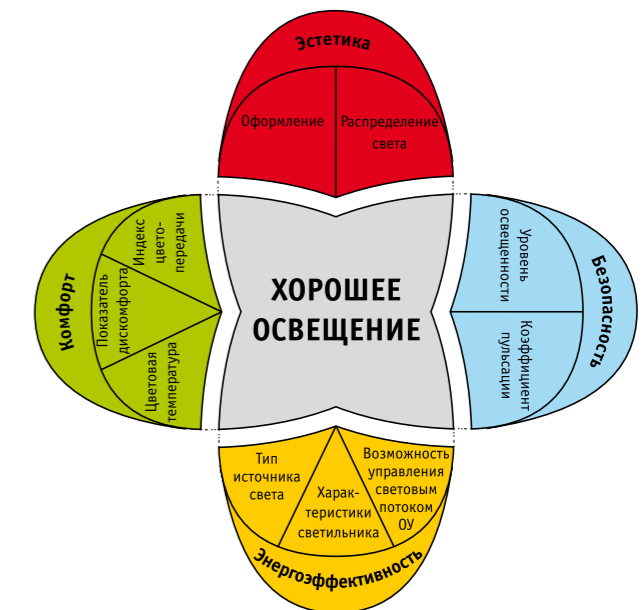 Эстетика
Оформление
Распределение
света
Комфорт
Индекс
цвето-
передачи
Показатель
дискомфорта
Цветовая
температура
ХОРОШЕЕ
ОСВЕЩЕНИЕ
Безопасность
Уровень
освещенности
Коэффициент
пульсации
Тип
источника
света
Харак-
теристики
светильника
Возможность
управления
световым
потоком
ОУ
Энергоэффективность